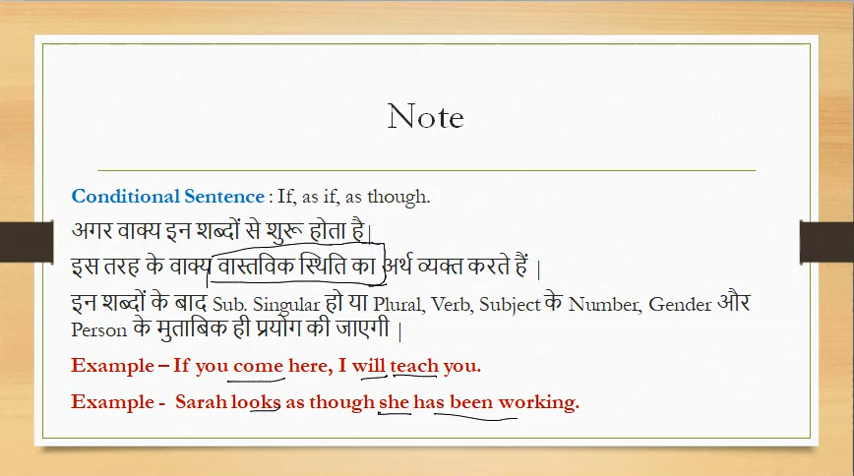 Note
Conditional Sentence : If, as if, as though.
अगर वाक्य इन शब्दों से शुरू होता है|
इस तरह के वाक्य वास्तविक स्थिति का अर्थ व्यक्त करते हैं |
इन शब्दों के बाद Sub. Singular हो या Plural, Verb, Subject के Number, Gender और
Person के मुताबिक ही प्रयोग की जाएगी |
Example – If you come here, I will teach you.
Example - Sarah looks as though she has been working.